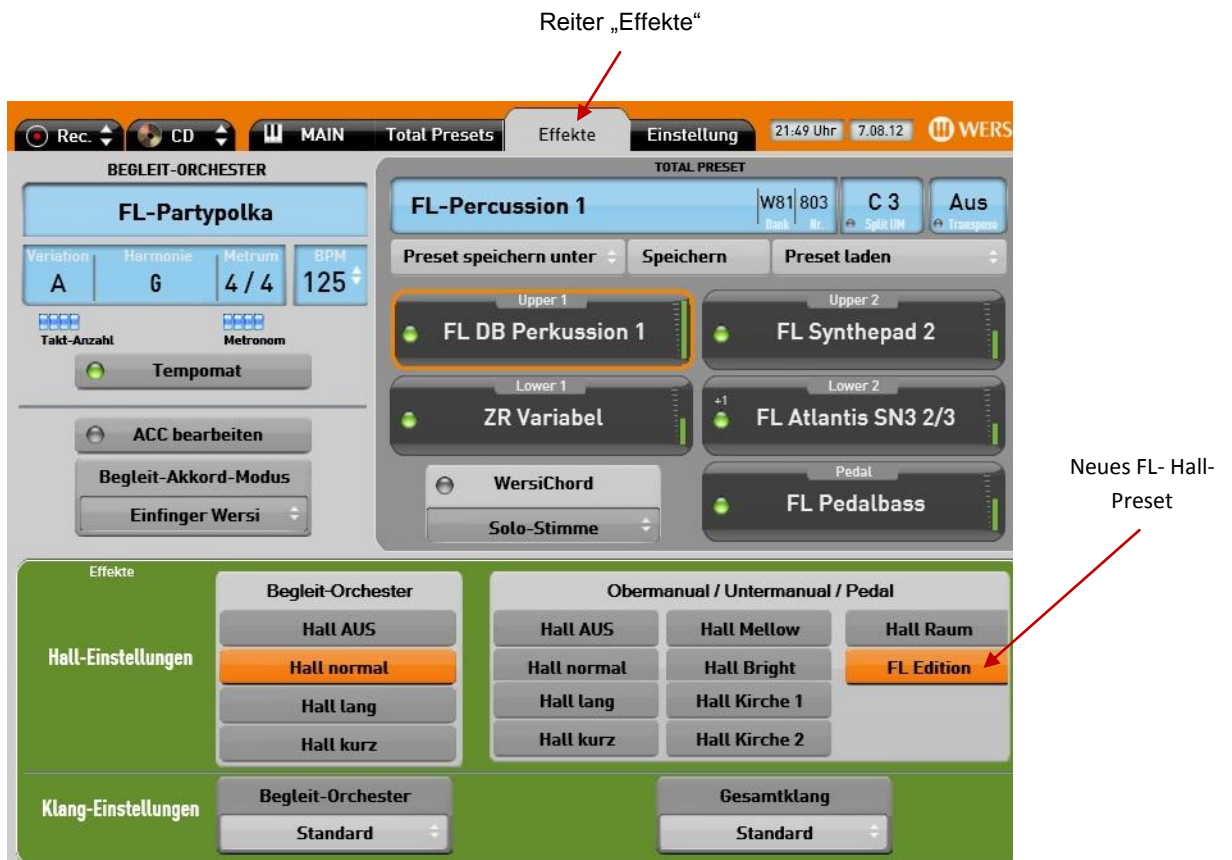 Reiter „Effekte“
Rec. CD MAIN Total Presets Effekte Einstellung 21:49 Uhr 7.08.12 WERS
BEGLEIT-ORCHESTER
FL-Partypolka
Variation Harmonie Metrum BPM
A G 4 / 4 125
Takt-Anzahl Metronom
Tempomat
ACC bearbeiten
Begleit-Akkord-Modus
Einfinger Wersi
TOTAL PRESET
FL-Percussion 1 W81 803 C 3 Aus
Bank Nr. Split UM Transpose
Preset speichern unter Speichern Preset laden
Upper 1 Upper 2
FL DB Perkussion 1 FL Synthepad 2
Lower 1 Lower 2
ZR Variabel +1 FL Atlantis SN3 2/3
WersiChord Pedal
Solo-Stimme FL Pedalbass
Neues FL- Hall-
Preset
Effekte
Begleit-Orchester Obermanual / Untermanual / Pedal
Hall-Einstellungen
Hall AUS Hall AUS Hall Mellow Hall Raum
Hall normal Hall normal Hall Bright FL Edition
Hall lang Hall lang Hall Kirche 1
Hall kurz Hall kurz Hall Kirche 2
Klang-Einstellungen
Begleit-Orchester Gesamtklang
Standard Standard